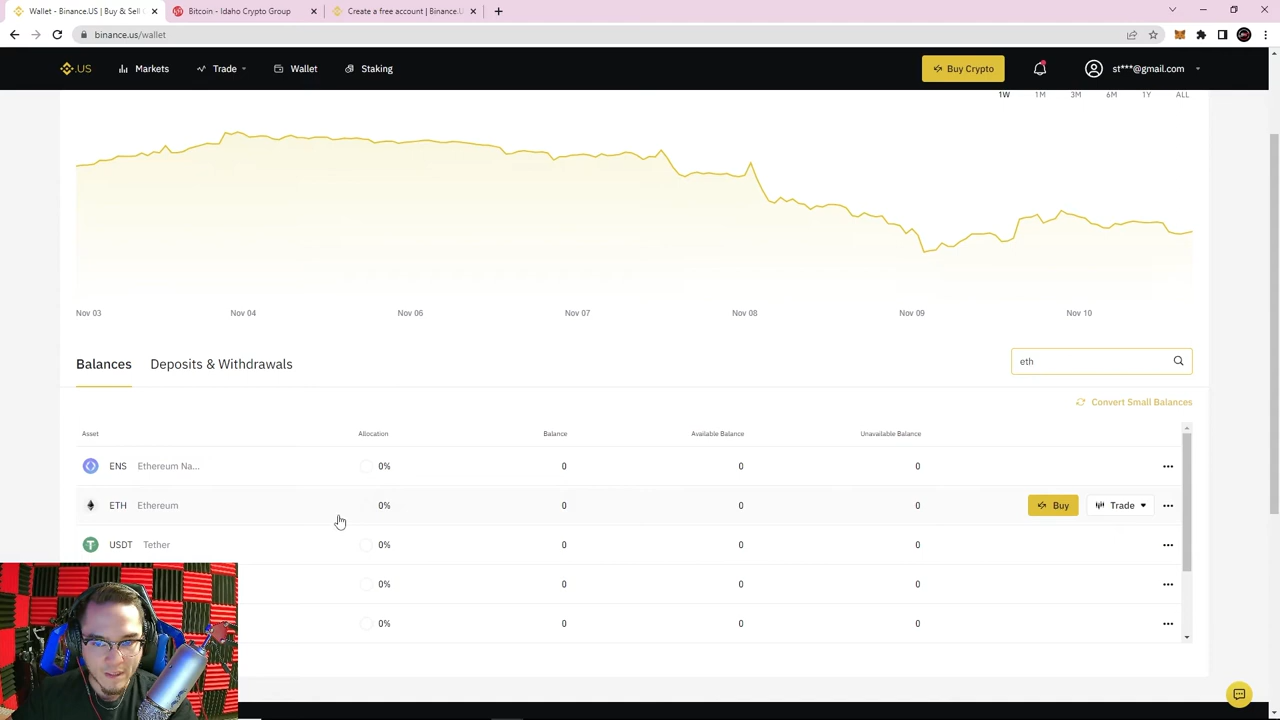 Wallet - Binance.US | Buy & Sell C
Bitcoin - Idaho Crypto Group
Create a free account | Binance.U
binance.us/wallet
.US
Markets
Trade
Wallet
Staking
Buy Crypto
st***@gmail.com
1W 1M 3M 6M 1Y ALL
Nov 03 Nov 04 Nov 06 Nov 07 Nov 08 Nov 09 Nov 10
Balances Deposits & Withdrawals
eth
Convert Small Balances
Asset Allocation Balance Available Balance Unavailable Balance
ENS Ethereum Na... 0% 0 0 0
ETH Ethereum 0% 0 0 0 Buy Trade
USDT Tether 0% 0 0 0
0% 0 0 0
0% 0 0 0